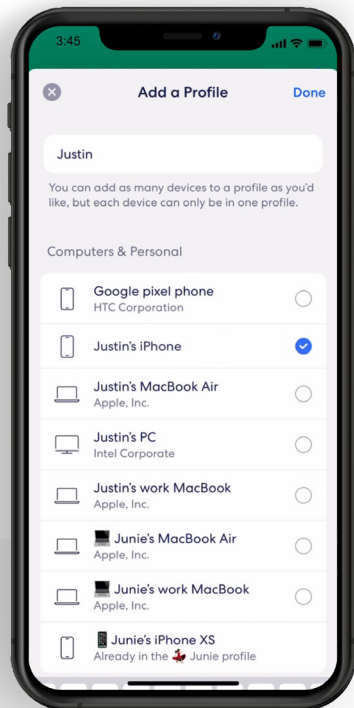 3:45
Add a Profile
Done
Justin
You can add as many devices to a profile as you'd
like, but each device can only be in one profile.
Computers & Personal
Google pixel phone
HTC Corporation
Justin's iPhone
Justin's MacBook Air
Apple, Inc.
Justin's PC
Intel Corporate
Justin's work MacBook
Apple, Inc.
💻 Junie's MacBook Air
Apple, Inc.
💻 Junie's work MacBook
Apple, Inc.
📱 Junie's iPhone XS
Already in the 💃 Junie profile